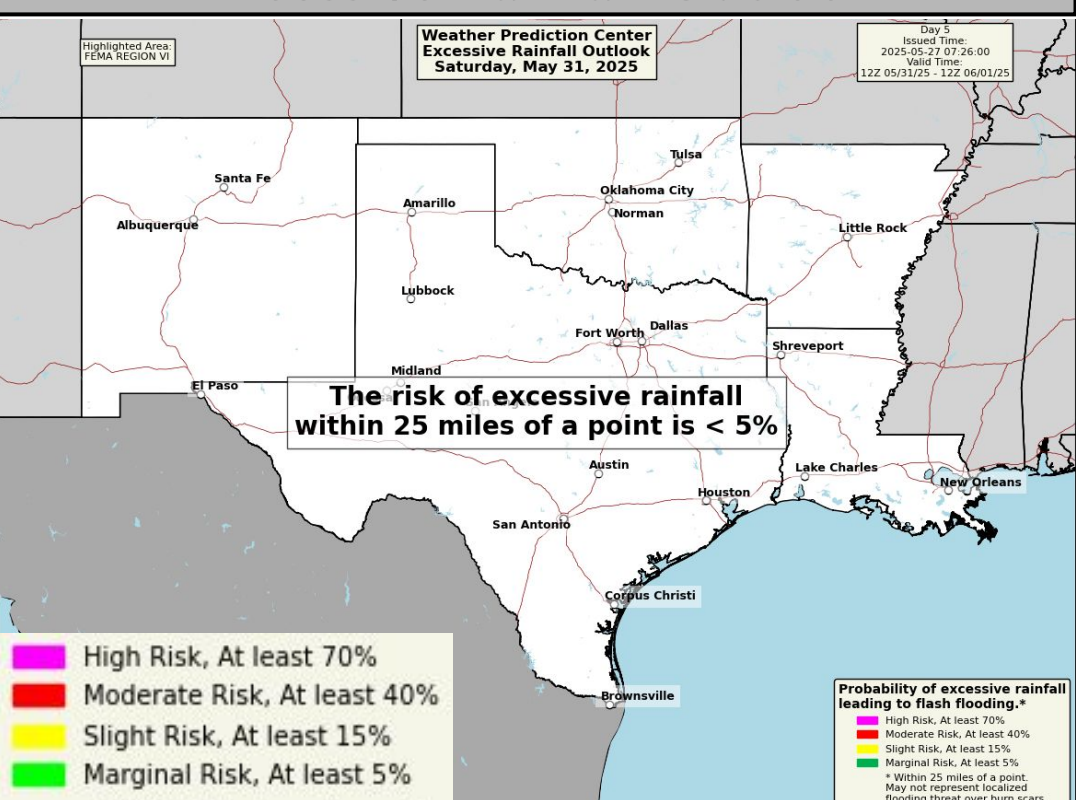 Highlighted Area:
FEMA REGION VI
Weather Prediction Center
Excessive Rainfall Outlook
Saturday, May 31, 2025
Day 5
Issued Time:
2025-05-27 07:26:00
Valid Time:
12Z 05/31/25 - 12Z 06/01/25
Tulsa
Santa Fe
Oklahoma City
Amarillo
Norman
Albuquerque
Little Rock
Lubbock
Fort Worth
Dallas
Shreveport
Midland
El Paso
The risk of excessive rainfall
within 25 miles of a point is < 5%
Austin
Lake Charles
New Orleans
Houston
San Antonio
Corpus Christi
Brownsville
High Risk, At least 70%
Moderate Risk, At least 40%
Slight Risk, At least 15%
Marginal Risk, At least 5%
Probability of excessive rainfall
leading to flash flooding.*
High Risk, At least 70%
Moderate Risk, At least 40%
Slight Risk, At least 15%
Marginal Risk, At least 5%
* Within 25 miles of a point.
May not represent localized
flooding threat over burn scars